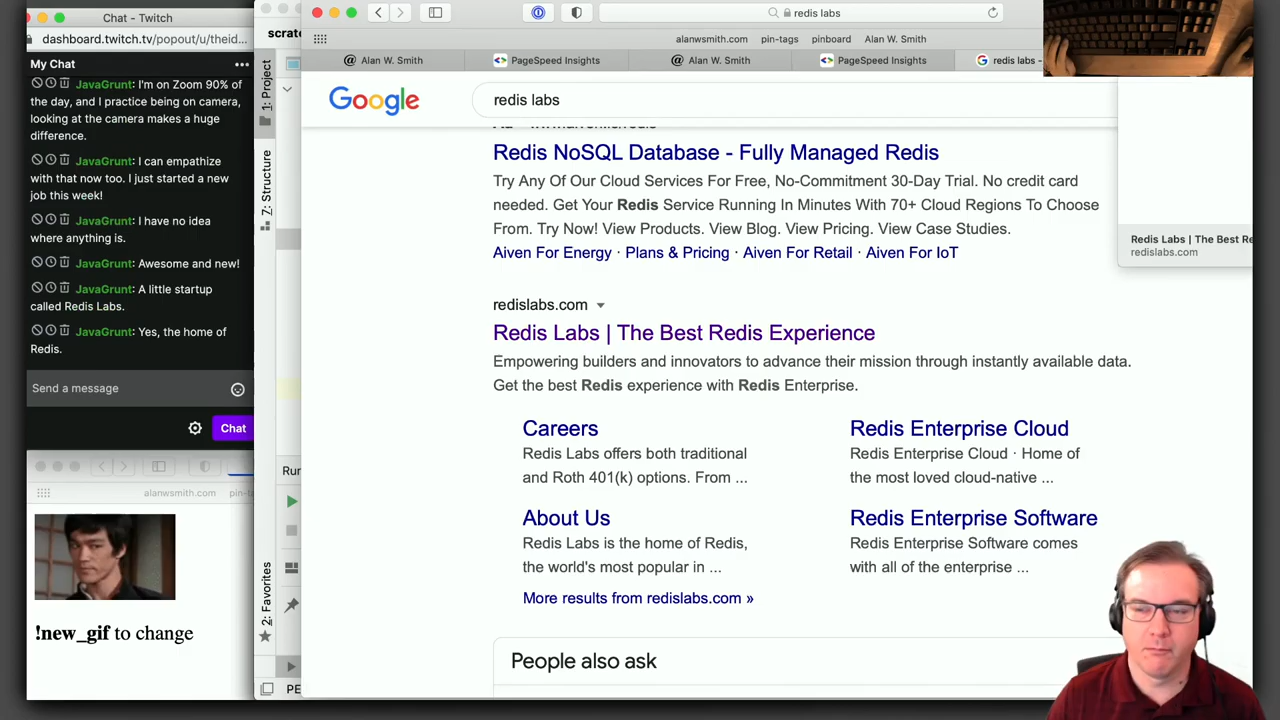 Chat - Twitch
dashboard.twitch.tv/popout/u/theid...
My Chat
JavaGrunt: I'm on Zoom 90% of
the day, and I practice being on camera,
looking at the camera makes a huge
difference.
JavaGrunt: I can empathize
with that now too. I just started a new
job this week!
JavaGrunt: I have no idea
where anything is.
JavaGrunt: Awesome and new!
JavaGrunt: A little startup
called Redis Labs.
JavaGrunt: Yes, the home of
Redis.
Send a message
Chat
alanwsmith.com pin-ta
!new_gif to change
scratc
1: Project
7: Structure
2: Favorites
Run
PE
redis labs
alanwsmith.com pin-tags pinboard Alan W. Smith
Alan W. Smith
PageSpeed Insights
Alan W. Smith
PageSpeed Insights
redis labs -
Google
redis labs
Redis NoSQL Database - Fully Managed Redis
Try Any Of Our Cloud Services For Free, No-Commitment 30-Day Trial. No credit card
needed. Get Your Redis Service Running In Minutes With 70+ Cloud Regions To Choose
From. Try Now! View Products. View Blog. View Pricing. View Case Studies.
Aiven For Energy · Plans & Pricing · Aiven For Retail · Aiven For IoT
redislabs.com
Redis Labs | The Best Redis Experience
Empowering builders and innovators to advance their mission through instantly available data.
Get the best Redis experience with Redis Enterprise.
Careers
Redis Labs offers both traditional
and Roth 401(k) options. From ...
Redis Enterprise Cloud
Redis Enterprise Cloud · Home of
the most loved cloud-native ...
About Us
Redis Labs is the home of Redis,
the world's most popular in ...
Redis Enterprise Software
Redis Enterprise Software comes
with all of the enterprise ...
More results from redislabs.com »
People also ask
Redis Labs | The Best Re
redislabs.com